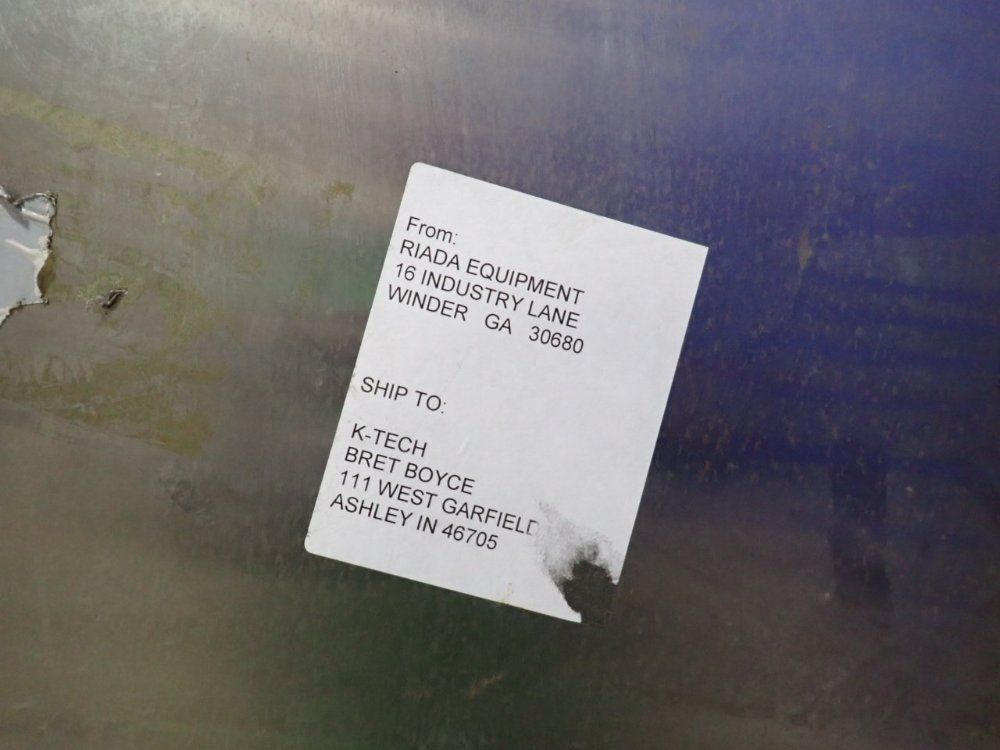 From:
RIADA EQUIPMENT
16 INDUSTRY LANE
WINDER GA 30680
SHIP TO:
K-TECH
BRET BOYCE
111 WEST GARFIELD
ASHLEY IN 46705